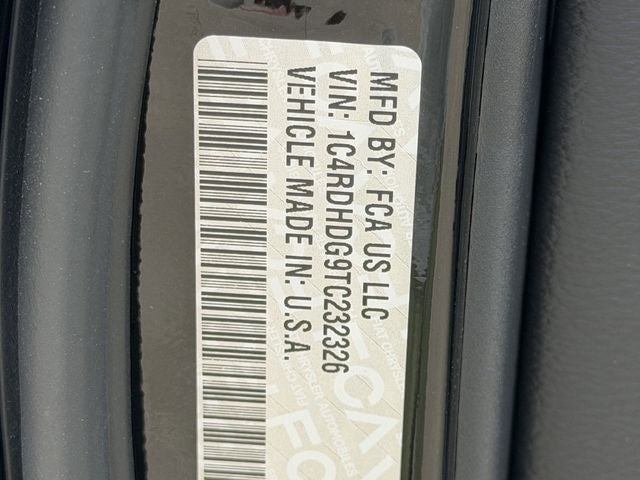 MFD BY: FCA US LLC
VIN: 1C4RDHDG9TC232326
VEHICLE MADE IN: U.S.A.